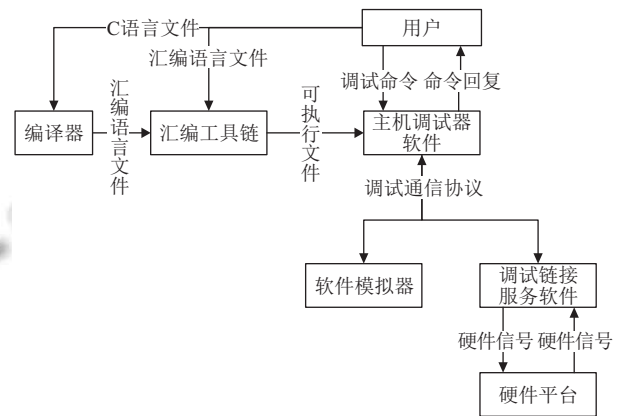 C语言文件
用户
汇编语言文件
调试命令 命令回复
编译器
汇编语言文件
汇编工具链
可执行文件
主机调试器
软件
调试通信协议
软件模拟器
调试链接
服务软件
硬件信号 硬件信号
硬件平台